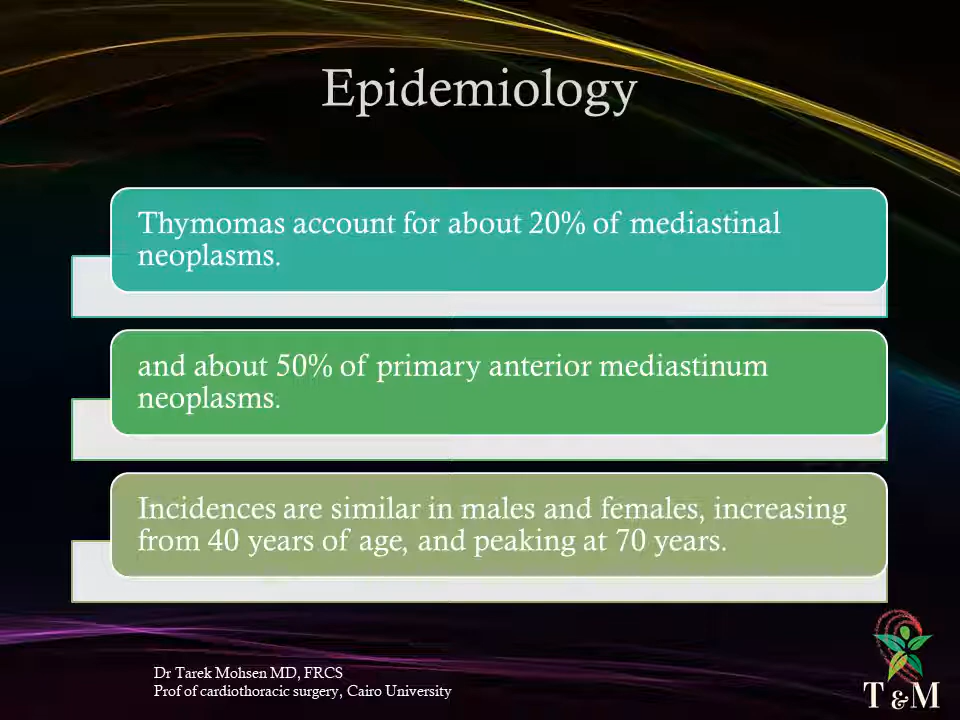 Epidemiology
Thymomas account for about 20% of mediastinal
neoplasms.
and about 50% of primary anterior mediastinum
neoplasms.
Incidences are similar in males and females, increasing
from 40 years of age, and peaking at 70 years.
Dr Tarek Mohsen MD, FRCS
Prof of cardiothoracic surgery, Cairo University
T & M